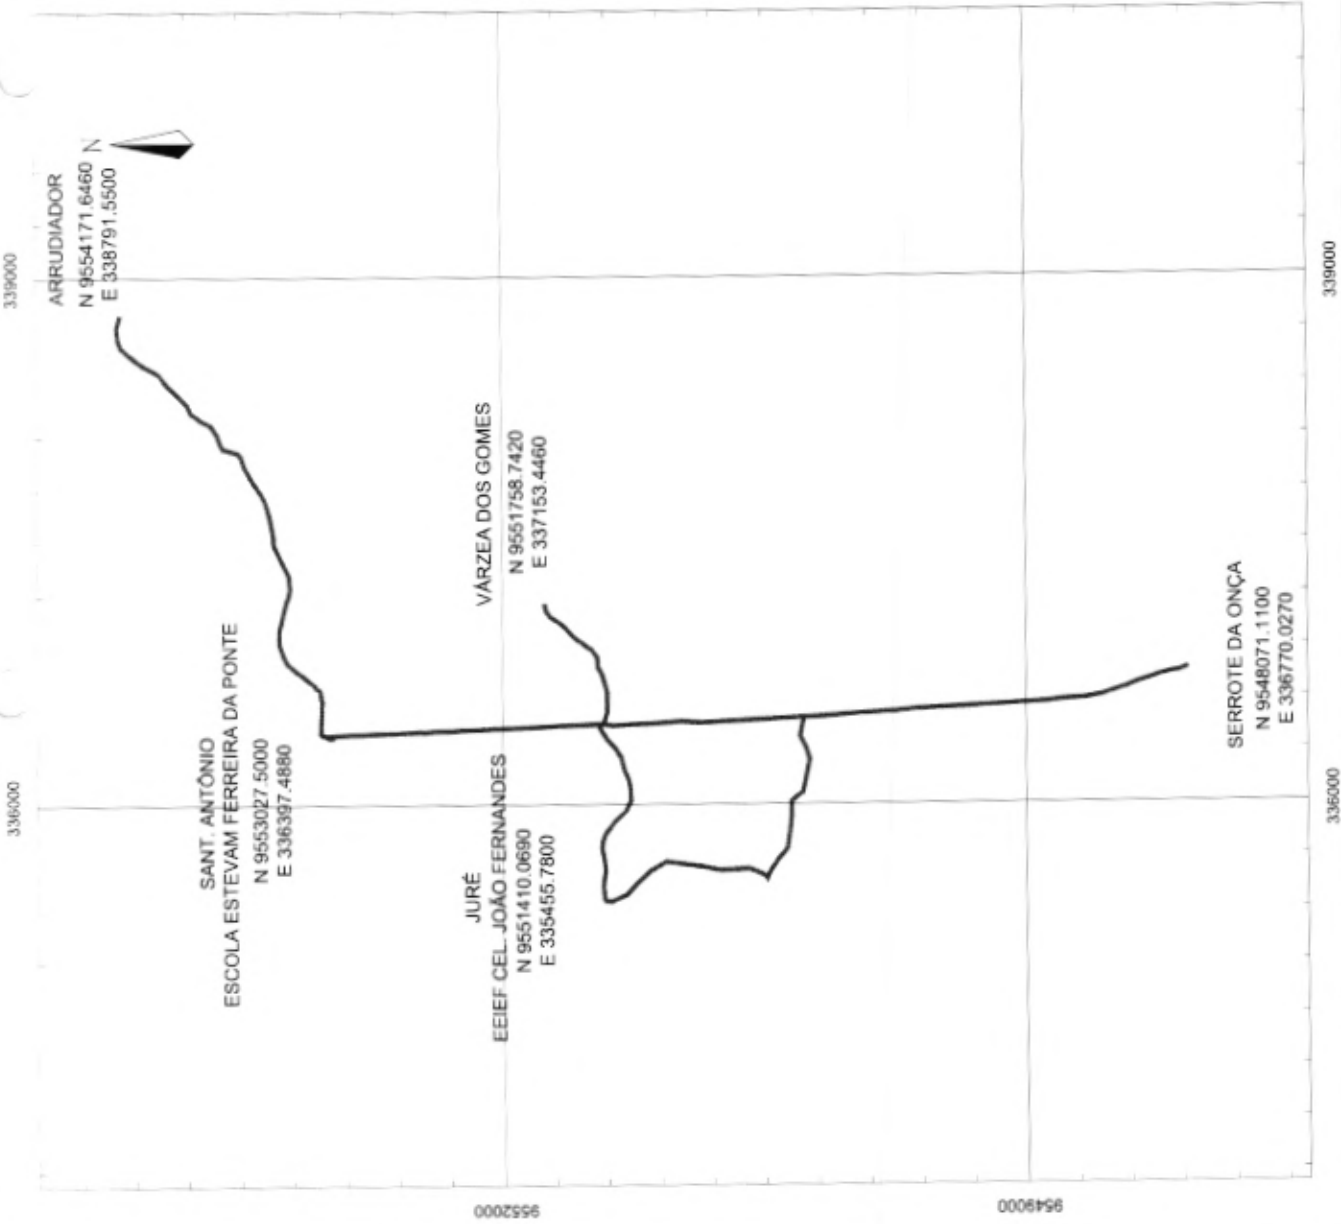 339000
336000
ARRUDIADOR
N 9554171.6460
E 338791.5500
N
SANT. ANTÔNIO
ESCOLA ESTEVAM FERREIRA DA PONTE
N 9553027.5000
E 336397.4880
VÁRZEA DOS GOMES
N 9551758.7420
E 337153.4460
JURÉ
EEIEF CEL. JOÃO FERNANDES
N 9551410.0690
E 335455.7800
SERROTE DA ONÇA
N 9548071.1100
E 336770.0270
9552000
9549000
339000
336000